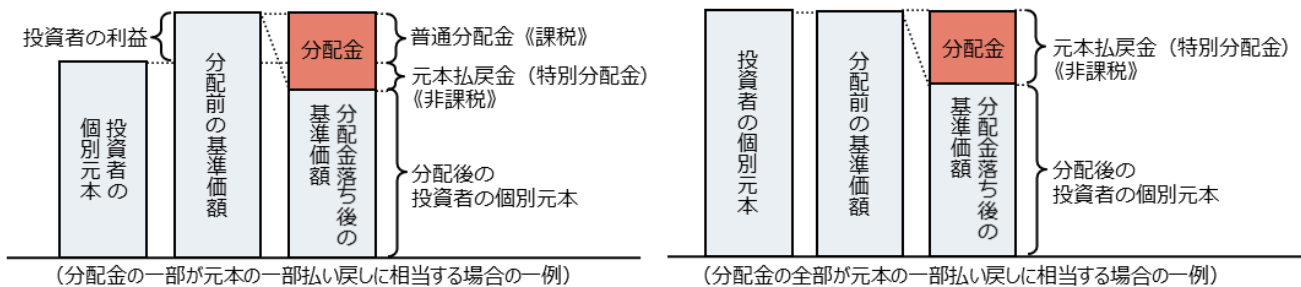 投資者の利益
投資者の
個別元本
分配前の基準価額
分配金
分配金落ち後の
基準価額
普通分配金《課税》
元本払戻金（特別分配金）
《非課税》
分配後の
投資者の個別元本
（分配金の一部が元本の一部払い戻しに相当する場合の一例）
投資者の個別元本
分配前の基準価額
分配金
分配金落ち後の
基準価額
元本払戻金（特別分配金）
《非課税》
分配後の
投資者の個別元本
（分配金の全部が元本の一部払い戻しに相当する場合の一例）